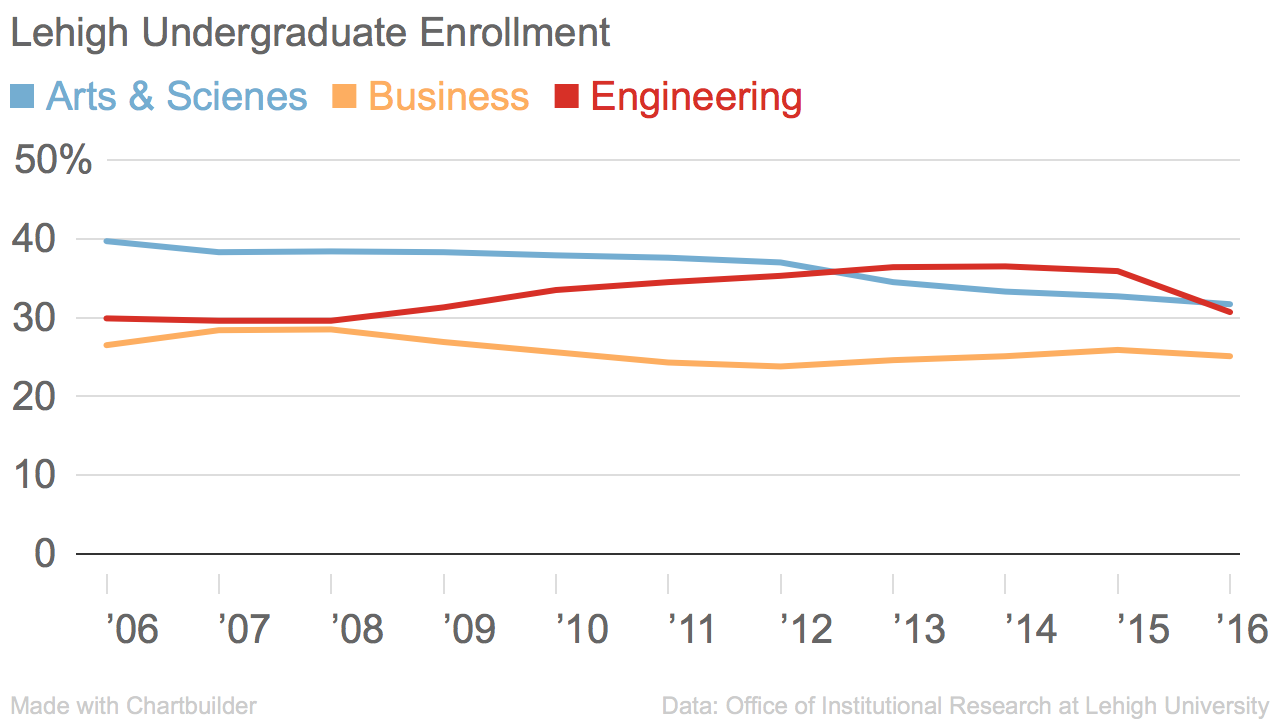 Lehigh Undergraduate Enrollment
Arts & Scienes Business Engineering
50%
40
30
20
10
0
’06 ’07 ’08 ’09 ’10 ’11 ’12 ’13 ’14 ’15 ’16
Made with Chartbuilder Data: Office of Institutional Research at Lehigh University